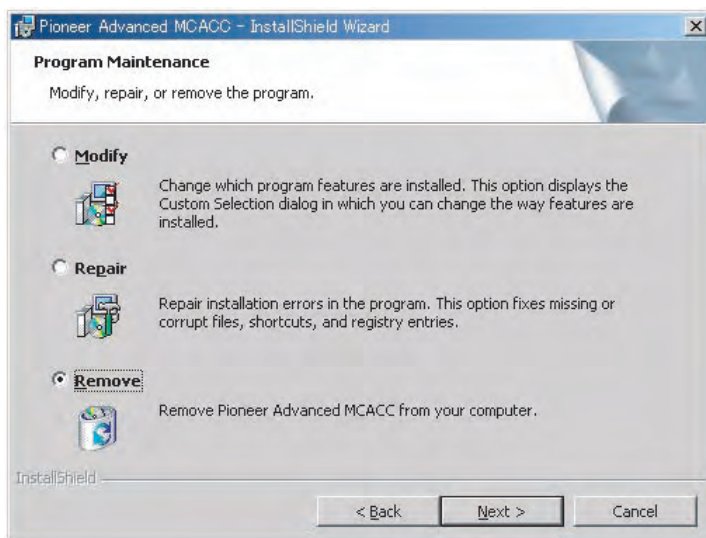 Pioneer Advanced MCACC - InstallShield Wizard
Program Maintenance
Modify, repair, or remove the program.
Modify
Change which program features are installed. This option displays the
Custom Selection dialog in which you can change the way features are
installed.
Repair
Repair installation errors in the program. This option fixes missing or
corrupt files, shortcuts, and registry entries.
Remove
Remove Pioneer Advanced MCACC from your computer.
InstallShield
< Back
Next >
Cancel